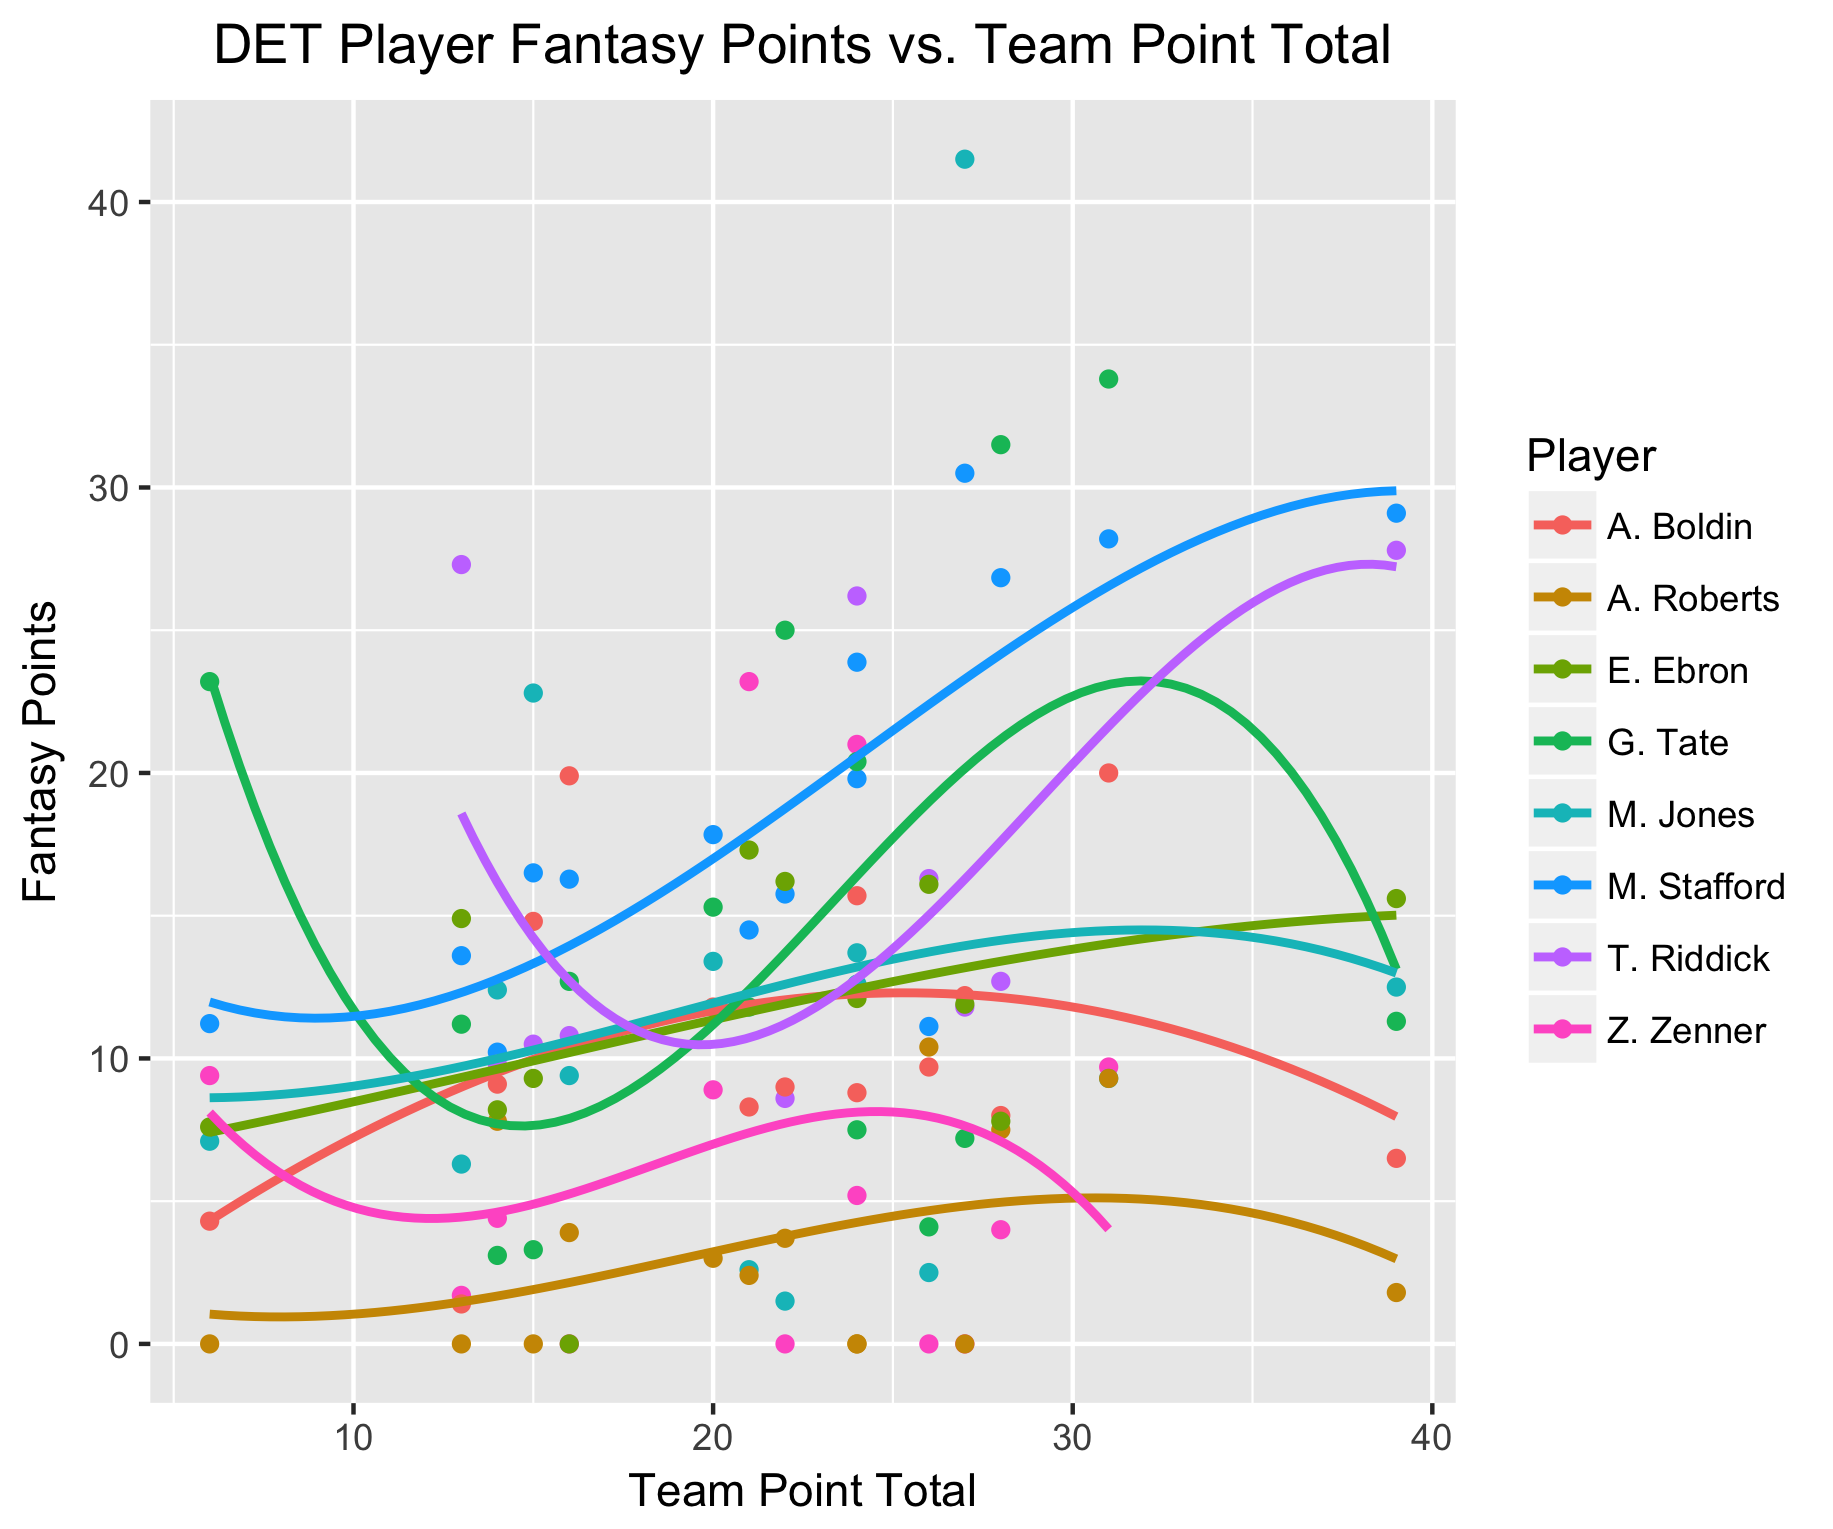 DET Player Fantasy Points vs. Team Point Total
Fantasy Points
40
30
20
10
0
10 20 30 40
Team Point Total
Player
A. Boldin
A. Roberts
E. Ebron
G. Tate
M. Jones
M. Stafford
T. Riddick
Z. Zenner